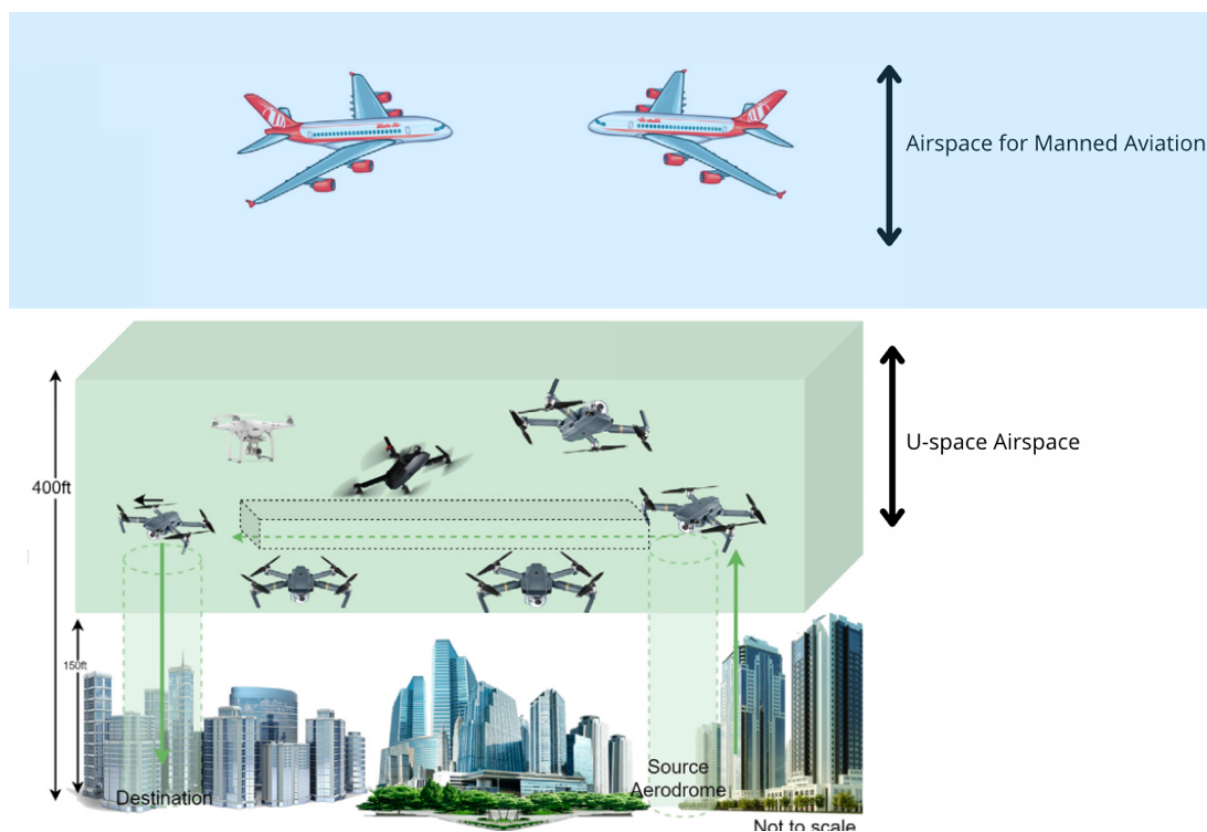 Airspace for Manned Aviation
U-space Airspace
400ft
150ft
Destination
Source
Aerodrome
Not to scale